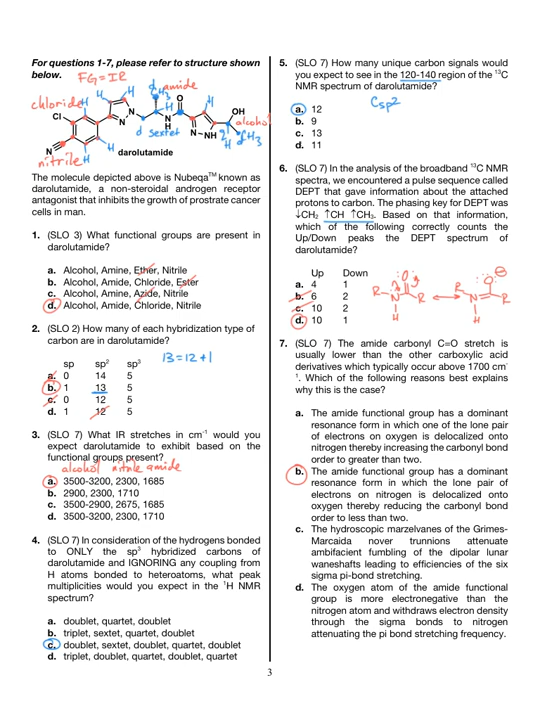 For questions 1-7, please refer to structure shown
below. FG=IR
chloride H
H
H
d
H3
amide
O
H
OH
alcohol
Cl
N
N
H
N
N
NH
H
CH3
d sextet
H
N
nitrile H
darolutamide
The molecule depicted above is Nubeqa™ known as
darolutamide, a non-steroidal androgen receptor
antagonist that inhibits the growth of prostate cancer
cells in man.
1. (SLO 3) What functional groups are present in
darolutamide?
a. Alcohol, Amine, Ether, Nitrile
b. Alcohol, Amide, Chloride, Ester
c. Alcohol, Amine, Azide, Nitrile
d. Alcohol, Amide, Chloride, Nitrile
2. (SLO 2) How many of each hybridization type of
carbon are in darolutamide? 13=12+1
sp sp² sp³
a. 0 14 5
b. 1 13 5
c. 0 12 5
d. 1 12 5
3. (SLO 7) What IR stretches in cm⁻¹ would you
expect darolutamide to exhibit based on the
functional groups present?
alcohol nitrile amide
a. 3500-3200, 2300, 1685
b. 2900, 2300, 1710
c. 3500-2900, 2675, 1685
d. 3500-3200, 2300, 1710
4. (SLO 7) In consideration of the hydrogens bonded
to ONLY the sp³ hybridized carbons of
darolutamide and IGNORING any coupling from
H atoms bonded to heteroatoms, what peak
multiplicities would you expect in the ¹H NMR
spectrum?
a. doublet, quartet, doublet
b. triplet, sextet, quartet, doublet
c. doublet, sextet, doublet, quartet, doublet
d. triplet, doublet, quartet, doublet, quartet
5. (SLO 7) How many unique carbon signals would
you expect to see in the 120-140 region of the ¹³C
NMR spectrum of darolutamide?
Csp2
a. 12
b. 9
c. 13
d. 11
6. (SLO 7) In the analysis of the broadband ¹³C NMR
spectra, we encountered a pulse sequence called
DEPT that gave information about the attached
protons to carbon. The phasing key for DEPT was
↓CH₂ ↑CH ↑CH₃. Based on that information,
which of the following correctly counts the
Up/Down peaks the DEPT spectrum of
darolutamide?
Up Down
a. 4 1
b. 6 2
c. 10 2
d. 10 1
R N R O H
R N R O H
7. (SLO 7) The amide carbonyl C=O stretch is
usually lower than the other carboxylic acid
derivatives which typically occur above 1700 cm⁻
¹. Which of the following reasons best explains
why this is the case?
a. The amide functional group has a dominant
resonance form in which one of the lone pair
of electrons on oxygen is delocalized onto
nitrogen thereby increasing the carbonyl bond
order to greater than two.
b. The amide functional group has a dominant
resonance form in which the lone pair of
electrons on nitrogen is delocalized onto
oxygen thereby reducing the carbonyl bond
order to less than two.
c. The hydroscopic marzelvanes of the Grimes-
Marcaida nover trunnions attenuate
ambifacient fumbling of the dipolar lunar
waneshafts leading to efficiencies of the six
sigma pi-bond stretching.
d. The oxygen atom of the amide functional
group is more electronegative than the
nitrogen atom and withdraws electron density
through the sigma bonds to nitrogen
attenuating the pi bond stretching frequency.
3